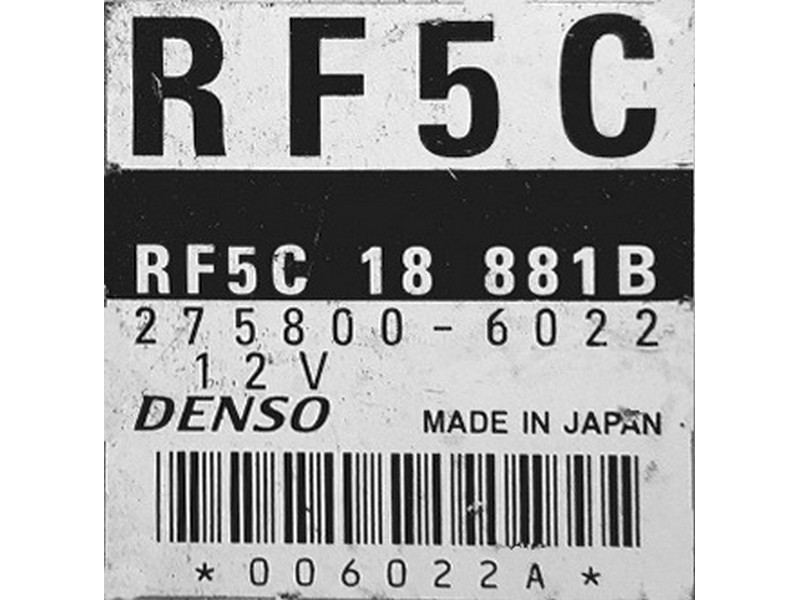 RF5C
RF5C 18 881B
275800-6022
12V
DENSO MADE IN JAPAN
*006022A*